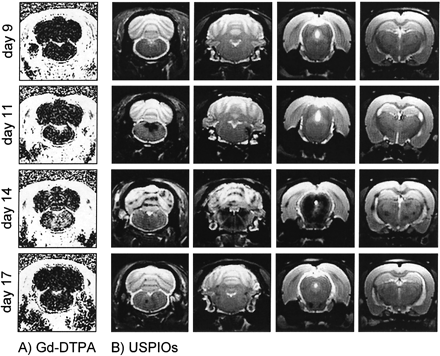 day 9
day 11
day 14
day 17
A) Gd-DTPA B) USPIOs